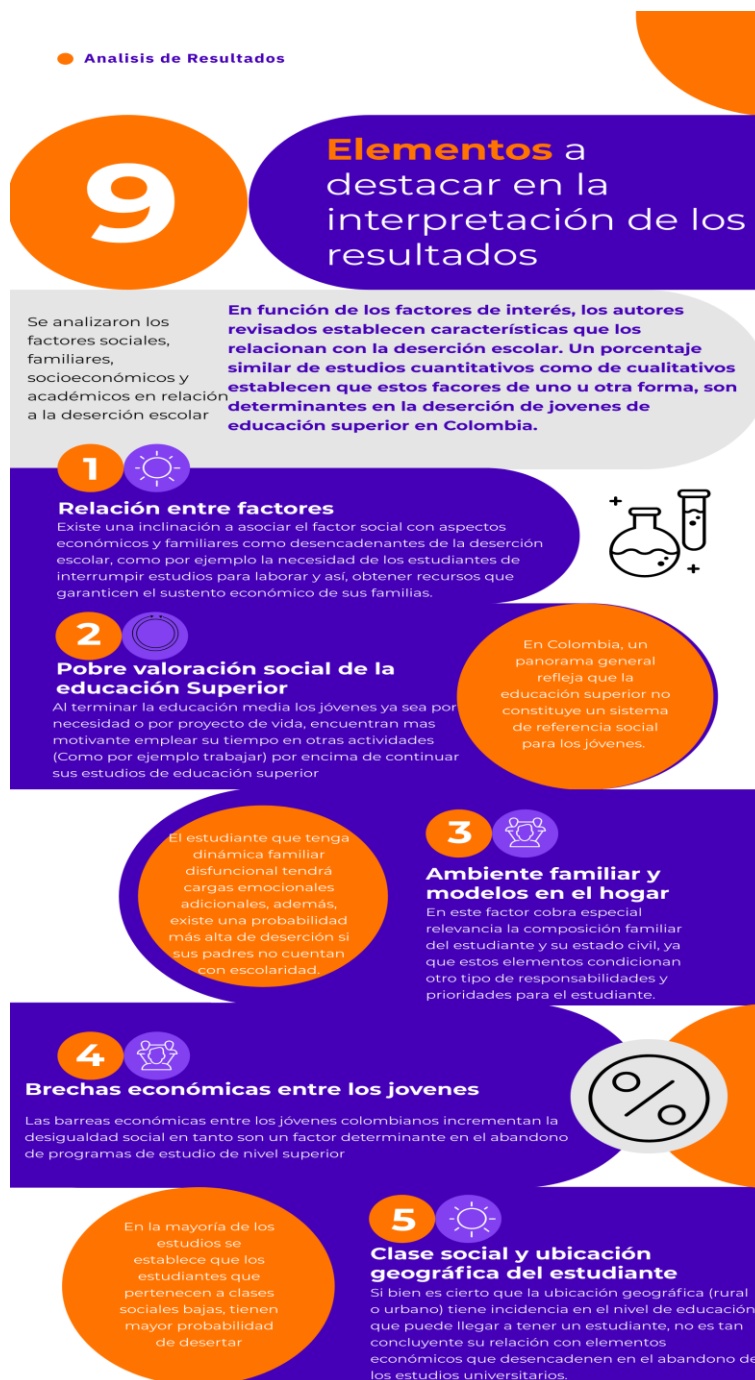 Analisis de Resultados
9
Elementos a
destacar en la
interpretación de los
resultados
Se analizaron los
factores sociales,
familiares,
socioeconómicos y
académicos en relación
a la deserción escolar
En función de los factores de interés, los autores
revisados establecen características que los
relacionan con la deserción escolar. Un porcentaje
similar de estudios cuantitativos como de cualitativos
establecen que estos facores de uno u otra forma, son
determinantes en la deserción de jovenes de
educación superior en Colombia.
1
Relación entre factores
Existe una inclinación a asociar el factor social con aspectos
económicos y familiares como desencadenantes de la deserción
escolar, como por ejemplo la necesidad de los estudiantes de
interrumpir estudios para laborar y así, obtener recursos que
garanticen el sustento económico de sus familias.
2
Pobre valoración social de la
educación Superior
Al terminar la educación media los jóvenes ya sea por
necesidad o por proyecto de vida, encuentran mas
motivante emplear su tiempo en otras actividades
(Como por ejemplo trabajar) por encima de continuar
sus estudios de educación superior
En Colombia, un
panorama general
refleja que la
educación superior no
constituye un sistema
de referencia social
para los jóvenes.
El estudiante que tenga
dinámica familiar
disfuncional tendrá
cargas emocionales
adicionales, además,
existe una probabilidad
más alta de deserción si
sus padres no cuentan
con escolaridad.
3
Ambiente familiar y
modelos en el hogar
En este factor cobra especial
relevancia la composición familiar
del estudiante y su estado civil, ya
que estos elementos condicionan
otro tipo de responsabilidades y
prioridades para el estudiante.
4
Brechas económicas entre los jovenes
Las barreas económicas entre los jóvenes colombianos incrementan la
desigualdad social en tanto son un factor determinante en el abandono
de programas de estudio de nivel superior
%
En la mayoría de los
estudios se
establece que los
estudiantes que
pertenecen a clases
sociales bajas, tienen
mayor probabilidad
de desertar
5
Clase social y ubicación
geográfica del estudiante
Si bien es cierto que la ubicación geográfica (rural
o urbano) tiene incidencia en el nivel de educación
que puede llegar a tener un estudiante, no es tan
concluyente su relación con elementos
económicos que desencadenen en el abandono de
los estudios universitarios.